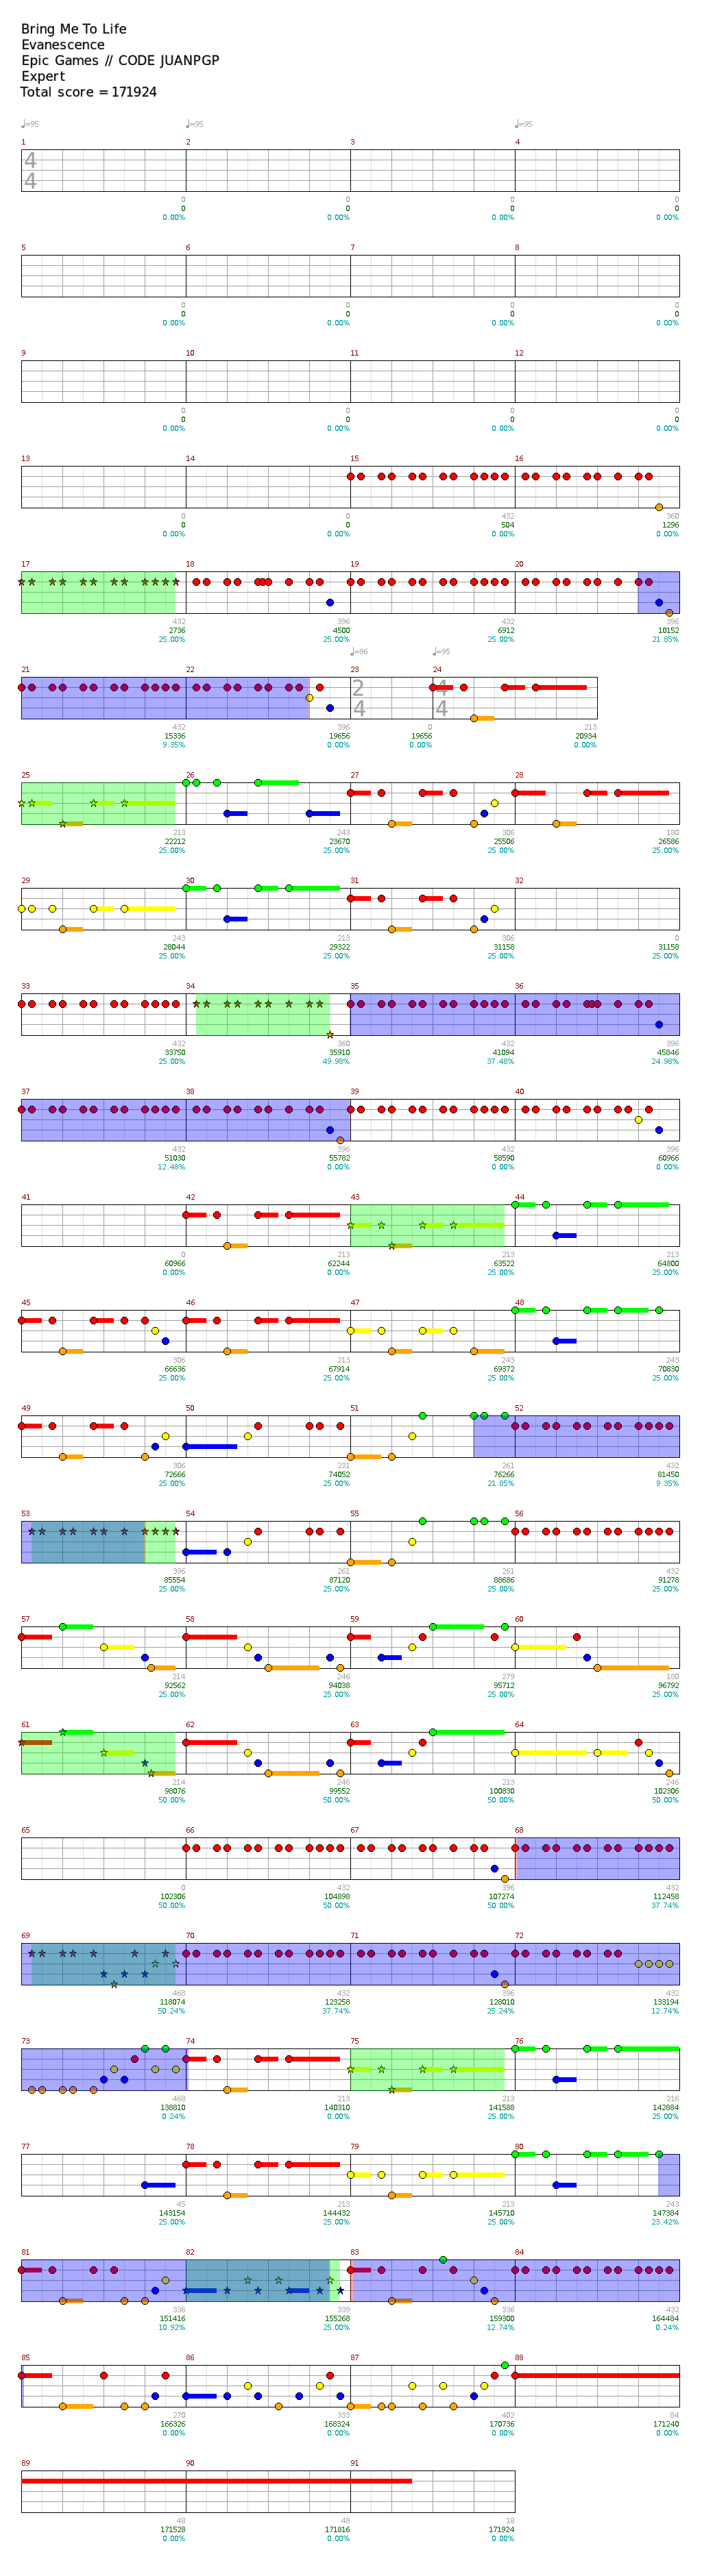 Bring Me To Life
Evanescence
Epic Games // CODE JUANPGP
Expert
Total score = 171924
♩=95 ♩=95 ♩=95
1 2 3 4
4
4
0 0 0 0
0 0 0 0
0.00% 0.00% 0.00% 0.00%
5 6 7 8
0 0 0 0
0 0 0 0
0.00% 0.00% 0.00% 0.00%
9 10 11 12
0 0 0 0
0 0 0 0
0.00% 0.00% 0.00% 0.00%
13 14 15 16
0 0 432 360
0 0 504 1296
0.00% 0.00% 0.00% 0.00%
17 18 19 20
432 396 432 396
2736 4500 6912 10152
25.00% 25.00% 25.00% 21.85%
♩=96 ♩=95
21 22 23 24
2 4
4 4
432 396 0 213
15336 19656 19656 20934
9.35% 0.00% 0.00% 0.00%
25 26 27 28
213 243 306 180
22212 23670 25506 26586
25.00% 25.00% 25.00% 25.00%
29 30 31 32
243 213 306 0
28044 29322 31158 31158
25.00% 25.00% 25.00% 25.00%
33 34 35 36
432 360 432 396
33750 35910 41094 45846
25.00% 49.98% 37.48% 24.98%
37 38 39 40
432 396 432 396
51030 55782 58590 60966
12.48% 0.00% 0.00% 0.00%
41 42 43 44
0 213 213 213
60966 62244 63522 64800
0.00% 0.00% 25.00% 25.00%
45 46 47 48
306 213 243 243
66636 67914 69372 70830
25.00% 25.00% 25.00% 25.00%
49 50 51 52
306 231 261 432
72666 74052 76266 81450
25.00% 25.00% 21.85% 9.35%
53 54 55 56
396 261 261 432
85554 87120 88686 91278
25.00% 25.00% 25.00% 25.00%
57 58 59 60
214 246 279 180
92562 94038 95712 96792
25.00% 25.00% 25.00% 25.00%
61 62 63 64
214 246 213 246
98076 99552 100830 102306
50.00% 50.00% 50.00% 50.00%
65 66 67 68
0 432 396 432
102306 104898 107274 112458
50.00% 50.00% 50.00% 37.74%
69 70 71 72
468 432 396 432
118074 123258 128010 133194
50.24% 37.74% 25.24% 12.74%
73 74 75 76
468 213 213 216
138810 140310 141588 142884
0.24% 0.00% 25.00% 25.00%
77 78 79 80
45 213 213 243
143154 144432 145710 147384
25.00% 25.00% 25.00% 23.42%
81 82 83 84
336 339 336 432
151416 155268 159300 164484
10.92% 25.00% 12.74% 0.24%
85 86 87 88
270 333 402 84
166326 168324 170736 171240
0.00% 0.00% 0.00% 0.00%
89 90 91
48 48 18
171528 171816 171924
0.00% 0.00% 0.00%